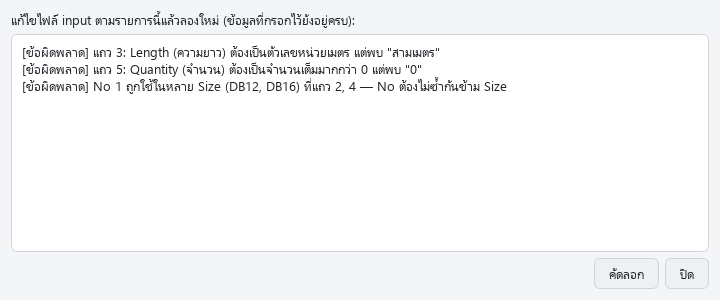 แก้ไขไฟล์ input ตามรายการนี้แล้วลองใหม่ (ข้อมูลที่กรอกไว้ยังอยู่ครบ):
[ข้อผิดพลาด] แถว 3: Length (ความยาว) ต้องเป็นตัวเลขหน่วยเมตร แต่พบ "สามเมตร"
[ข้อผิดพลาด] แถว 5: Quantity (จำนวน) ต้องเป็นจำนวนเต็มมากกว่า 0 แต่พบ "0"
[ข้อผิดพลาด] No 1 ถูกใช้ในหลาย Size (DB12, DB16) ที่แถว 2, 4 — No ต้องไม่ซ้ำกันข้าม Size
คัดลอก
ปิด